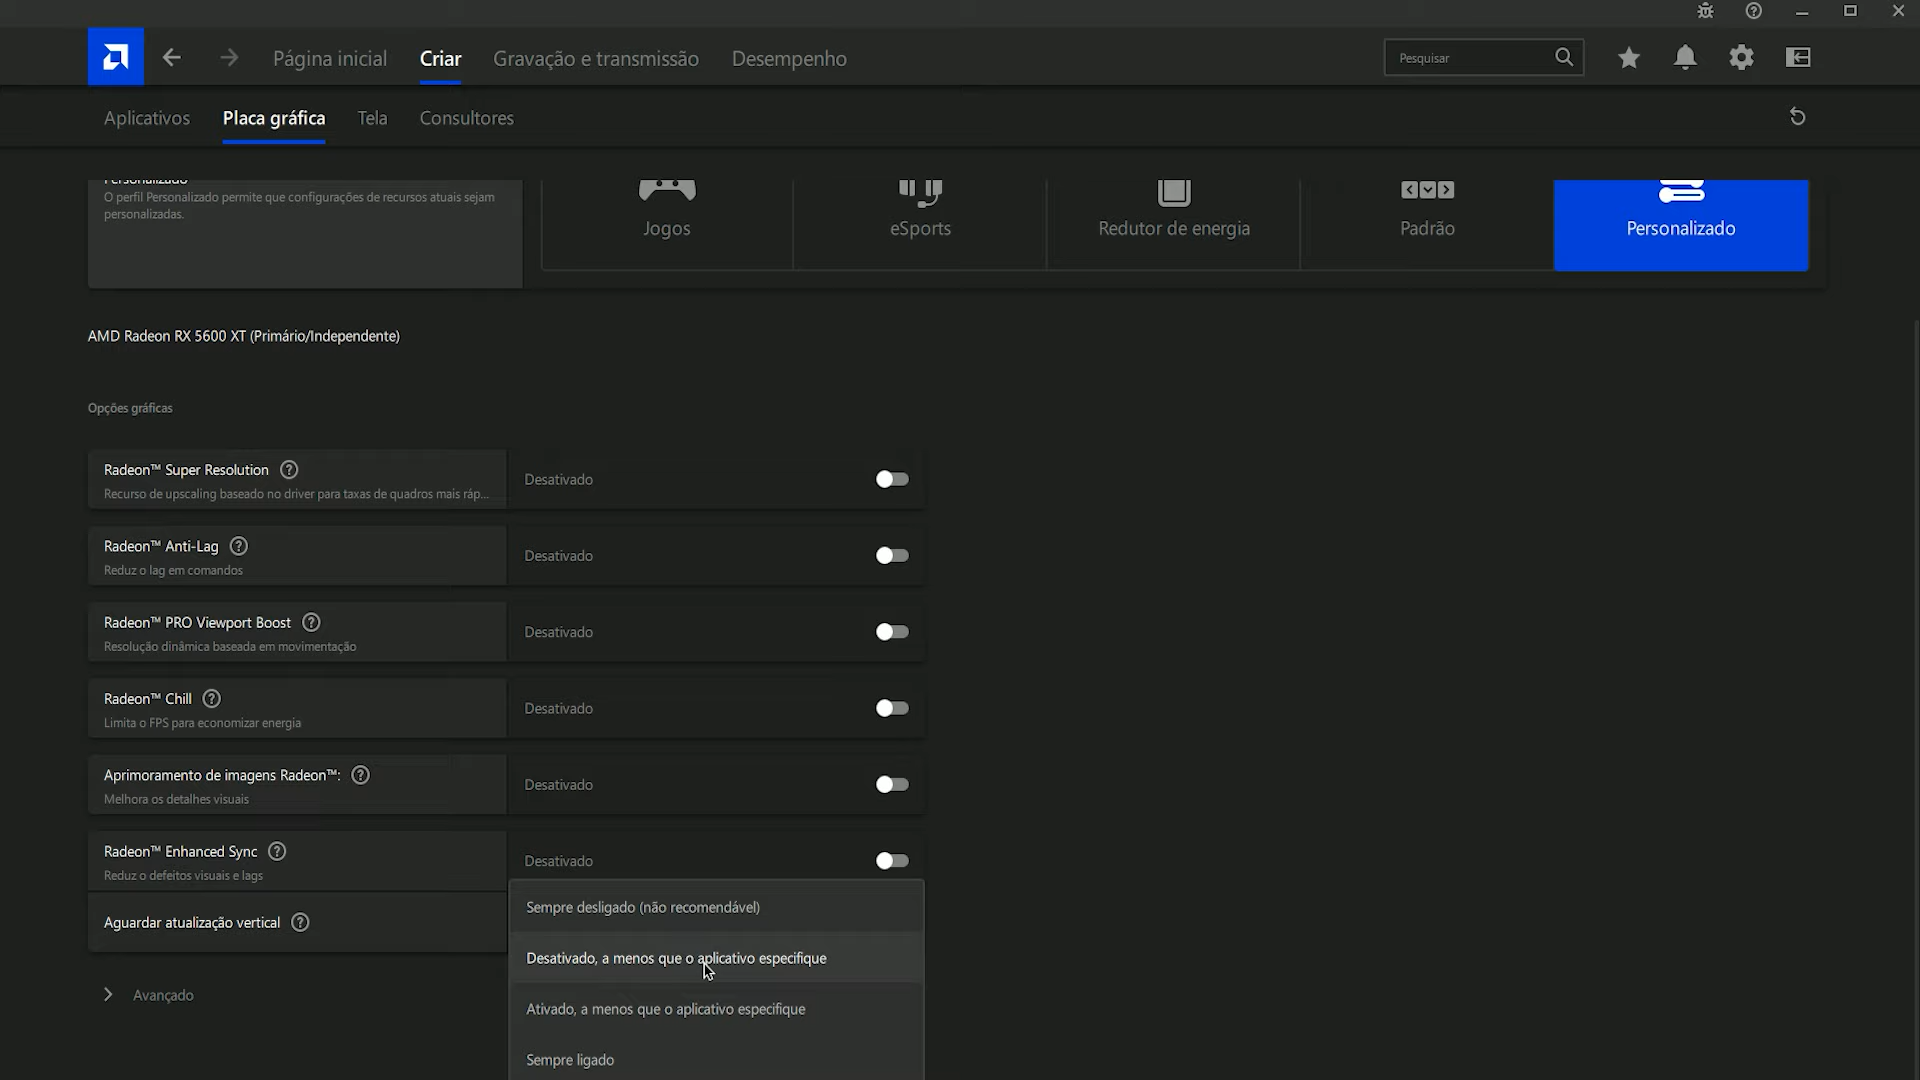 Página inicial
Criar
Gravação e transmissão
Desempenho
Pesquisar
Aplicativos
Placa gráfica
Tela
Consultores
Personalizado
O perfil Personalizado permite que configurações de recursos atuais sejam
personalizadas.
Jogos
eSports
Redutor de energia
Padrão
Personalizado
AMD Radeon RX 5600 XT (Primário/Independente)
Opções gráficas
Radeon™ Super Resolution
Recurso de upscaling baseado no driver para taxas de quadros mais ráp...
Desativado
Radeon™ Anti-Lag
Reduz o lag em comandos
Desativado
Radeon™ PRO Viewport Boost
Resolução dinâmica baseada em movimentação
Desativado
Radeon™ Chill
Limita o FPS para economizar energia
Desativado
Aprimoramento de imagens Radeon™:
Melhora os detalhes visuais
Desativado
Radeon™ Enhanced Sync
Reduz o defeitos visuais e lags
Desativado
Aguardar atualização vertical
Sempre desligado (não recomendável)
Desativado, a menos que o aplicativo especifique
Ativado, a menos que o aplicativo especifique
Sempre ligado
Avançado